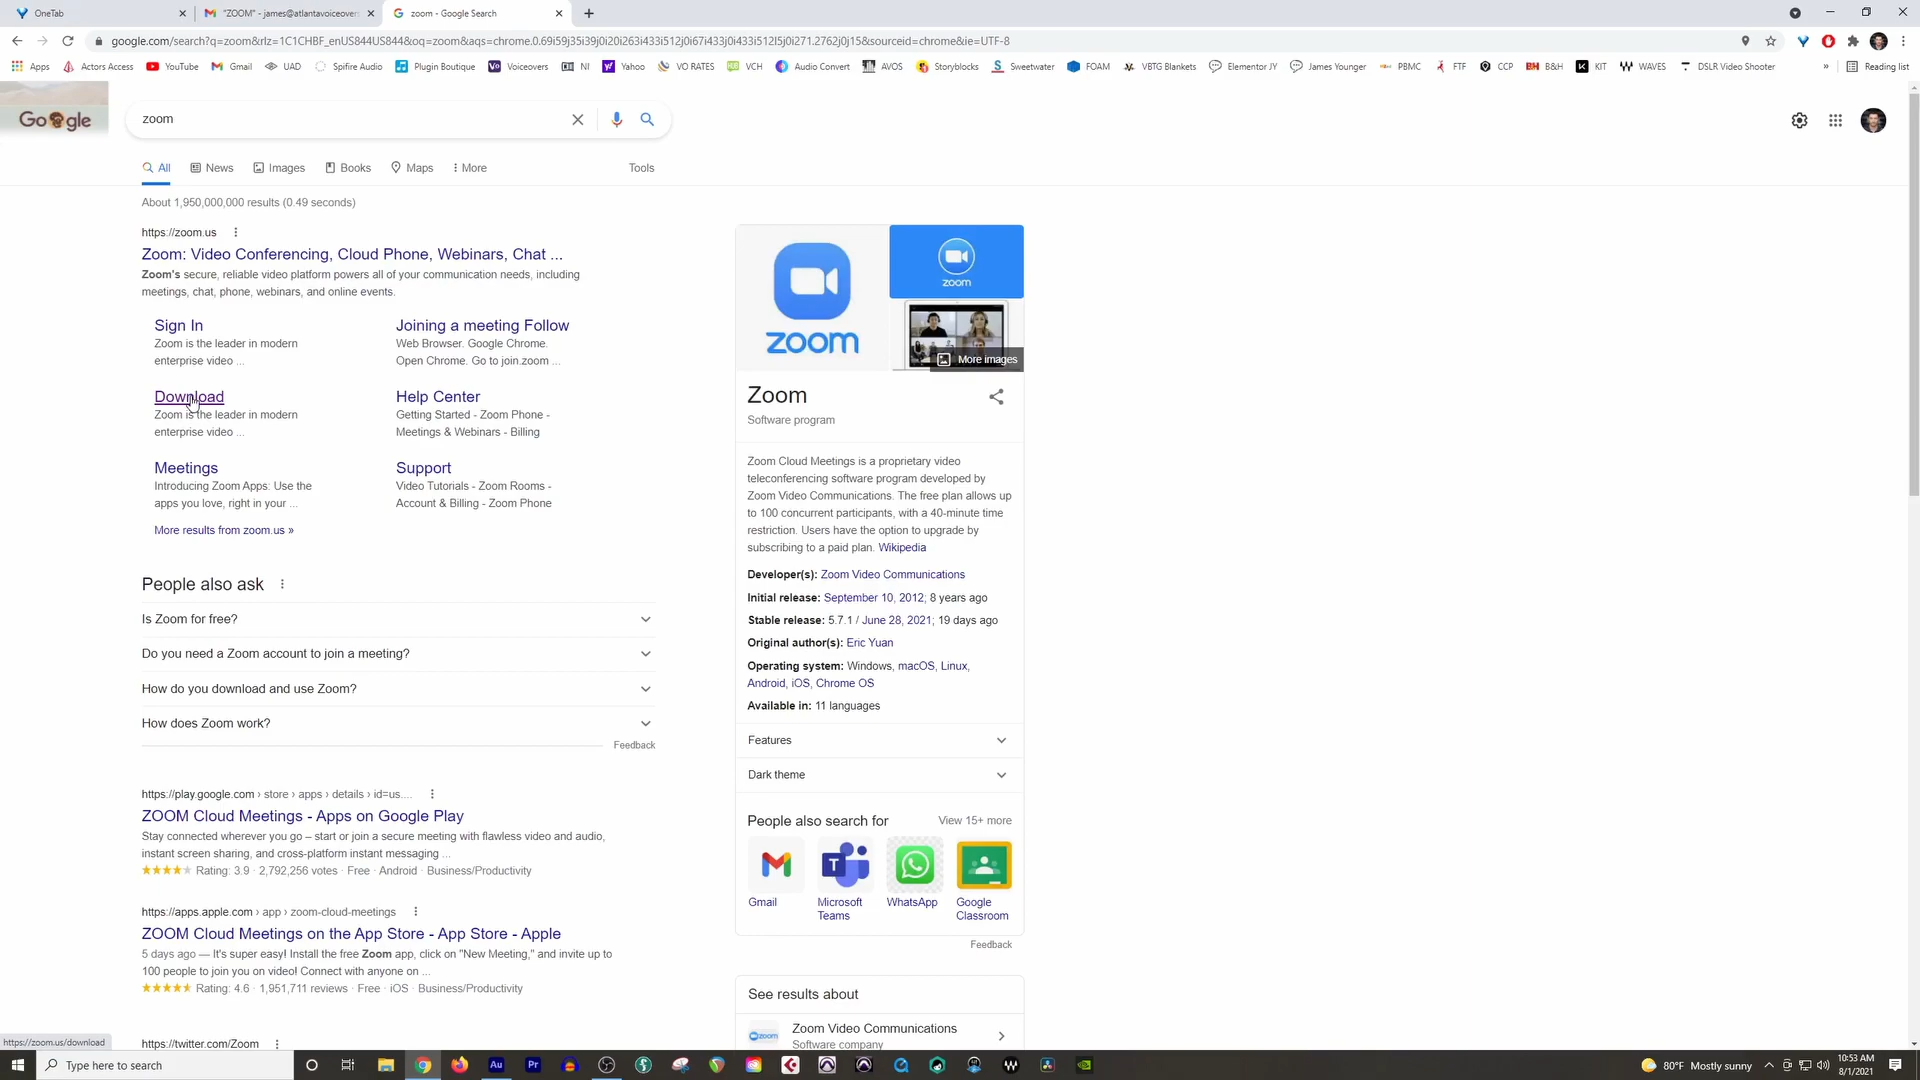 OneTab
"ZOOM" - james@atlantavoiceover
zoom - Google Search
google.com/search?q=zoom&rlz=1C1CHBF_enUS844US844&oq=zoom&aqs=chrome.0.69i59j35i39j0i20i263i433i512j0i67i433j0i433i512l5j0i271.2762j0j15&sourceid=chrome&ie=UTF-8
Apps Actors Access YouTube Gmail UAD Spifire Audio Plugin Boutique Voiceovers NI Yahoo VO RATES VCH Audio Convert AVOS Storyblocks Sweetwater FOAM VBTG Blankets Elementor JY James Younger PBMC FTF CCP B&H KIT WAVES DSLR Video Shooter » Reading list
Google
zoom
All News Images Books Maps More Tools
About 1,950,000,000 results (0.49 seconds)
https://zoom.us
Zoom: Video Conferencing, Cloud Phone, Webinars, Chat ...
Zoom's secure, reliable video platform powers all of your communication needs, including
meetings, chat, phone, webinars, and online events.
Sign In
Zoom is the leader in modern
enterprise video ...
Joining a meeting Follow
Web Browser. Google Chrome.
Open Chrome. Go to join.zoom ...
Download
Zoom is the leader in modern
enterprise video ...
Help Center
Getting Started - Zoom Phone -
Meetings & Webinars - Billing
Meetings
Introducing Zoom Apps: Use the
apps you love, right in your ...
Support
Video Tutorials - Zoom Rooms -
Account & Billing - Zoom Phone
More results from zoom.us »
People also ask
Is Zoom for free?
Do you need a Zoom account to join a meeting?
How do you download and use Zoom?
How does Zoom work?
Feedback
https://play.google.com › store › apps › details › id=us....
ZOOM Cloud Meetings - Apps on Google Play
Stay connected wherever you go – start or join a secure meeting with flawless video and audio,
instant screen sharing, and cross-platform instant messaging ...
Rating: 3.9 · 2,792,256 votes · Free · Android · Business/Productivity
https://apps.apple.com › app › zoom-cloud-meetings
ZOOM Cloud Meetings on the App Store - App Store - Apple
5 days ago — It's super easy! Install the free Zoom app, click on "New Meeting," and invite up to
100 people to join you on video! Connect with anyone on ...
Rating: 4.6 · 1,951,711 reviews · Free · iOS · Business/Productivity
https://twitter.com/Zoom
zoom
zoom
More images
Zoom
Software program
Zoom Cloud Meetings is a proprietary video
teleconferencing software program developed by
Zoom Video Communications. The free plan allows up
to 100 concurrent participants, with a 40-minute time
restriction. Users have the option to upgrade by
subscribing to a paid plan. Wikipedia
Developer(s): Zoom Video Communications
Initial release: September 10, 2012; 8 years ago
Stable release: 5.7.1 / June 28, 2021; 19 days ago
Original author(s): Eric Yuan
Operating system: Windows, macOS, Linux,
Android, iOS, Chrome OS
Available in: 11 languages
Features
Dark theme
People also search for View 15+ more
Gmail
Microsoft
Teams
WhatsApp
Google
Classroom
Feedback
See results about
zoom
Zoom Video Communications
Software company
https://zoom.us/download
Type here to search
Au
Pr
80°F Mostly sunny
10:53 AM
8/1/2021